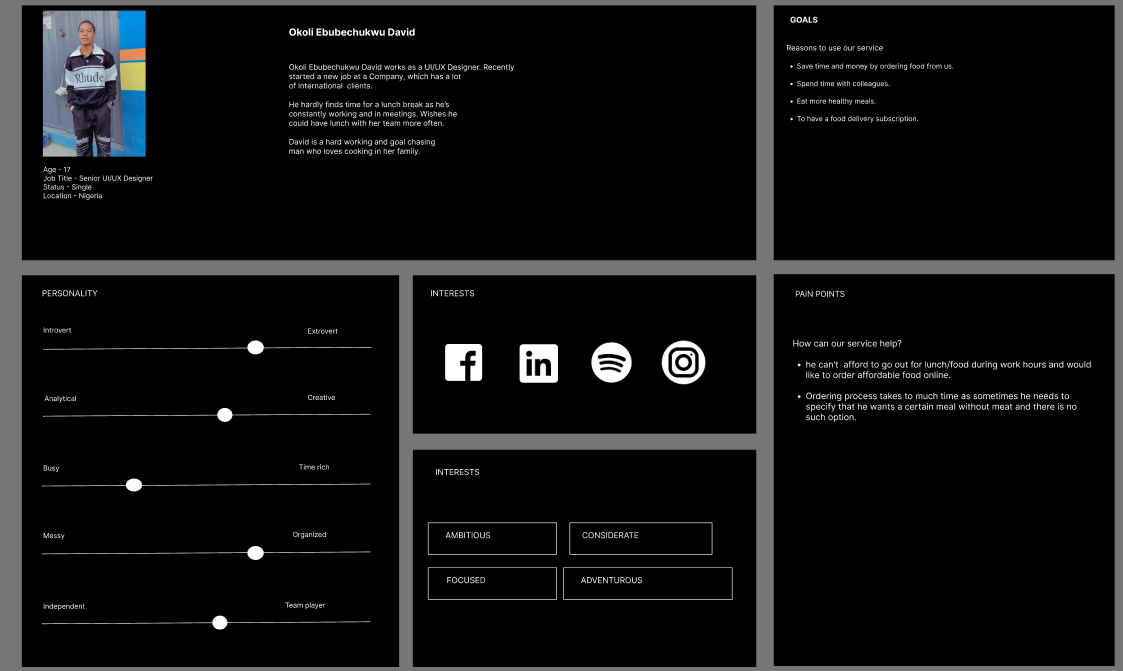 Rhude
Age - 17
Job Title - Senior UI/UX Designer
Status - Single
Location - Nigeria
Okoli Ebubechukwu David
Okoli Ebubechukwu David works as a UI/UX Designer. Recently
started a new job at a Company, which has a lot
of international  clients.
He hardly finds time for a lunch break as he's
constantly working and in meetings. Wishes he
could have lunch with her team more often.
David is a hard working and goal chasing
man who loves cooking in her family.
GOALS
Reasons to use our service
• Save time and money by ordering food from us.
• Spend time with colleagues.
• Eat more healthy meals.
• To have a food delivery subscription.
PERSONALITY
Introvert Extrovert
Analytical Creative
Busy Time rich
Messy Organized
Independent Team player
INTERESTS
f in
INTERESTS
AMBITIOUS CONSIDERATE
FOCUSED ADVENTUROUS
PAIN POINTS
How can our service help?
• he can't  afford to go out for lunch/food during work hours and would
like to order affordable food online.
• Ordering process takes to much time as sometimes he needs to
specify that he wants a certain meal without meat and there is no
such option.